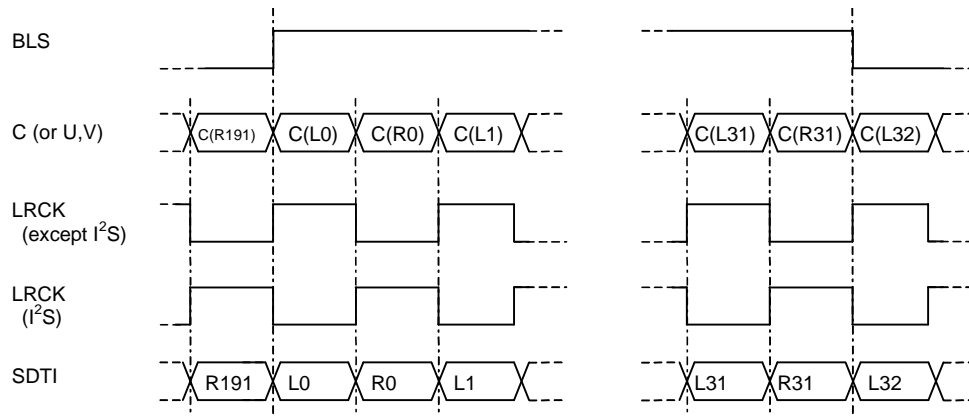 BLS
C (or U,V)
C(R191) C(L0) C(R0) C(L1) C(L31) C(R31) C(L32)
LRCK
(except I²S)
LRCK
(I²S)
SDTI
R191 L0 R0 L1 L31 R31 L32